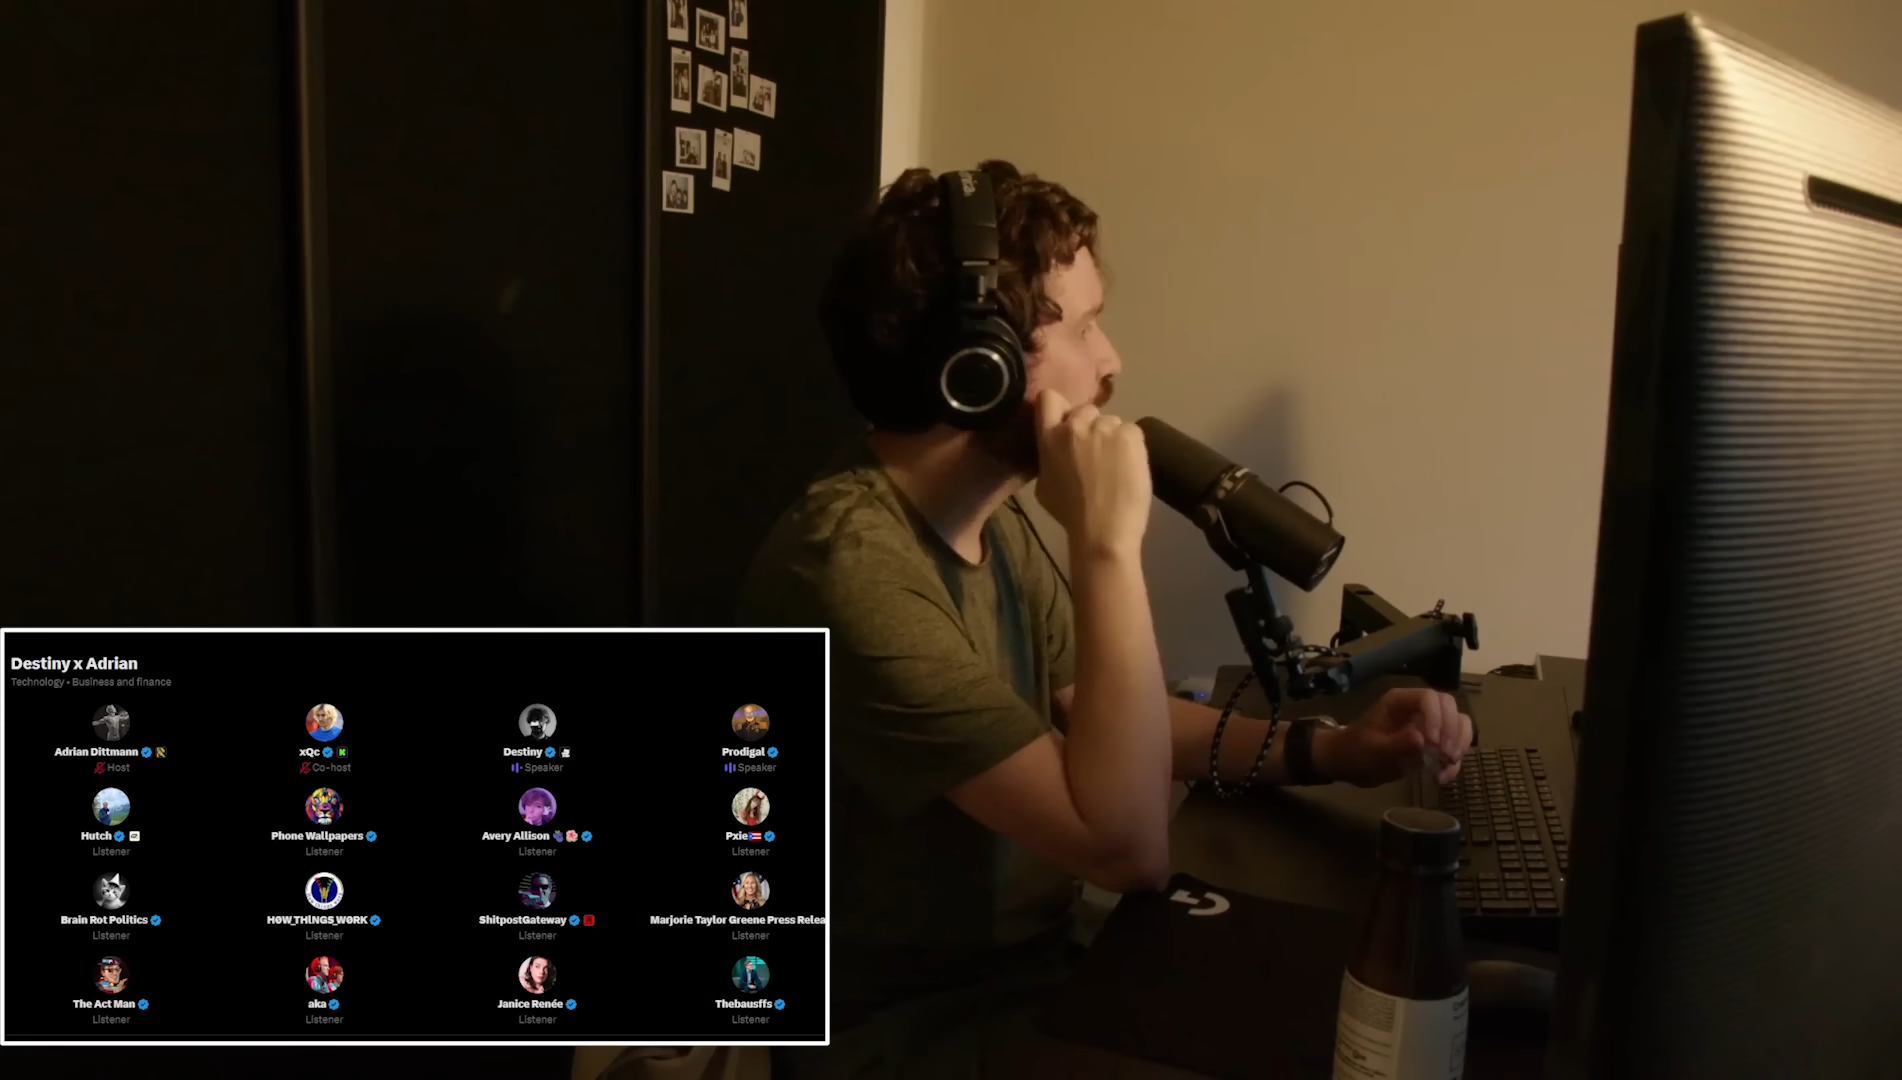 Destiny x Adrian
Technology • Business and finance
Adrian Dittmann
Host
xQc
Co-host
Destiny
Speaker
Prodigal
Speaker
Hutch
Listener
Phone Wallpapers
Listener
Avery Allison
Listener
Pxie
Listener
Brain Rot Politics
Listener
HØW_THINGS_WØRK
Listener
ShitpostGateway
Listener
Marjorie Taylor Greene Press Relea
Listener
The Act Man
Listener
aka
Listener
Janice Renée
Listener
Thebausffs
Listener